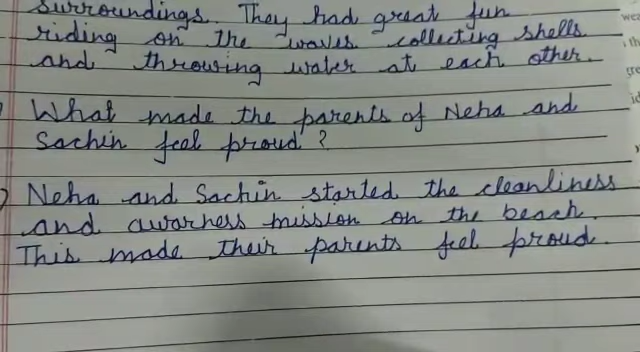 surroundings. They had great fun
riding on the waves collecting shells
and throwing water at each other.
What made the parents of Neha and
Sachin feel proud ?
Neha and Sachin started the cleanliness
and awarness mission on the beach.
This made their parents feel proud.